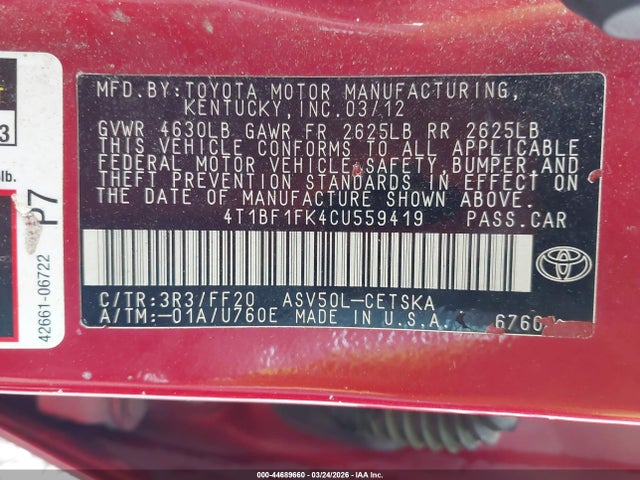 MFD.BY:TOYOTA MOTOR MANUFACTURING,
KENTUCKY,INC.03/12
GVWR 4630LB GAWR FR 2625LB RR 2625LB
THIS VEHICLE CONFORMS TO ALL APPLICABLE
FEDERAL MOTOR VEHICLE SAFETY, BUMPER, AND
THEFT PREVENTION STANDARDS IN EFFECT ON
THE DATE OF MANUFACTURE SHOWN ABOVE.
4T1BF1FK4CU559419 PASS.CAR
C/TR:3R3/FF20 ASV50L-CETSKA
A/TM:-01A/U760E MADE IN U.S.A.
3
lb.
P7
42661-06722
000-44689660 | 03/24/2026 | IAA Inc.